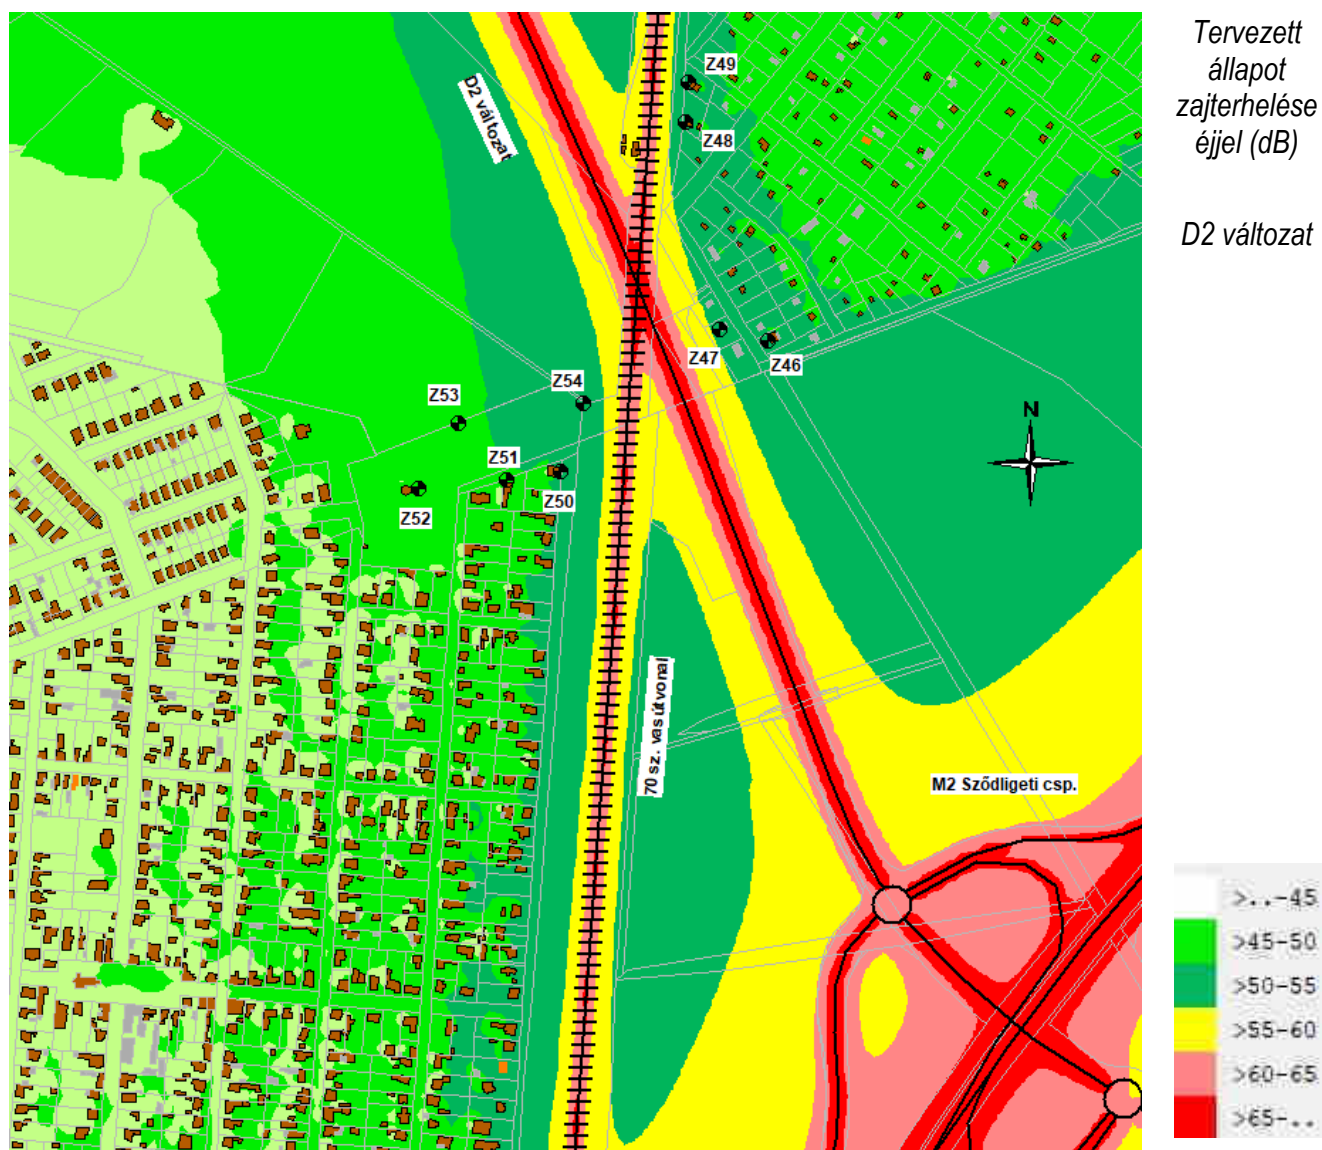 Tervezett
állapot
zajterhelése
éjjel (dB)
D2 változat
Z49
D2 változat
Z48
Z47
Z46
Z54
Z53
N
Z51
Z50
Z52
70 sz. vasútvonal
M2 Sződligeti csp.
>..-45
>45-50
>50-55
>55-60
>60-65
>65-..